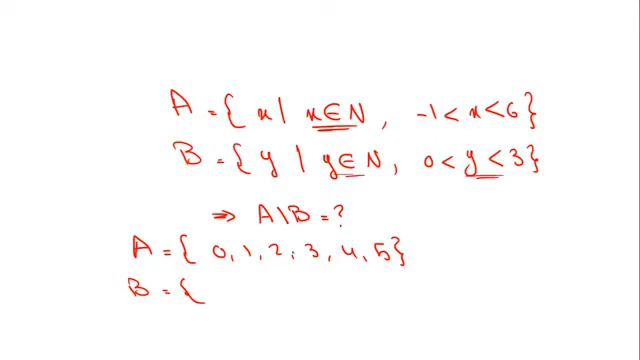 A = { x | x ∈ N , -1 < x < 6 }
B = { y | y ∈ N , 0 < y < 3 }
⇒ A \ B = ?
A = { 0, 1, 2, 3, 4, 5 }
B = {